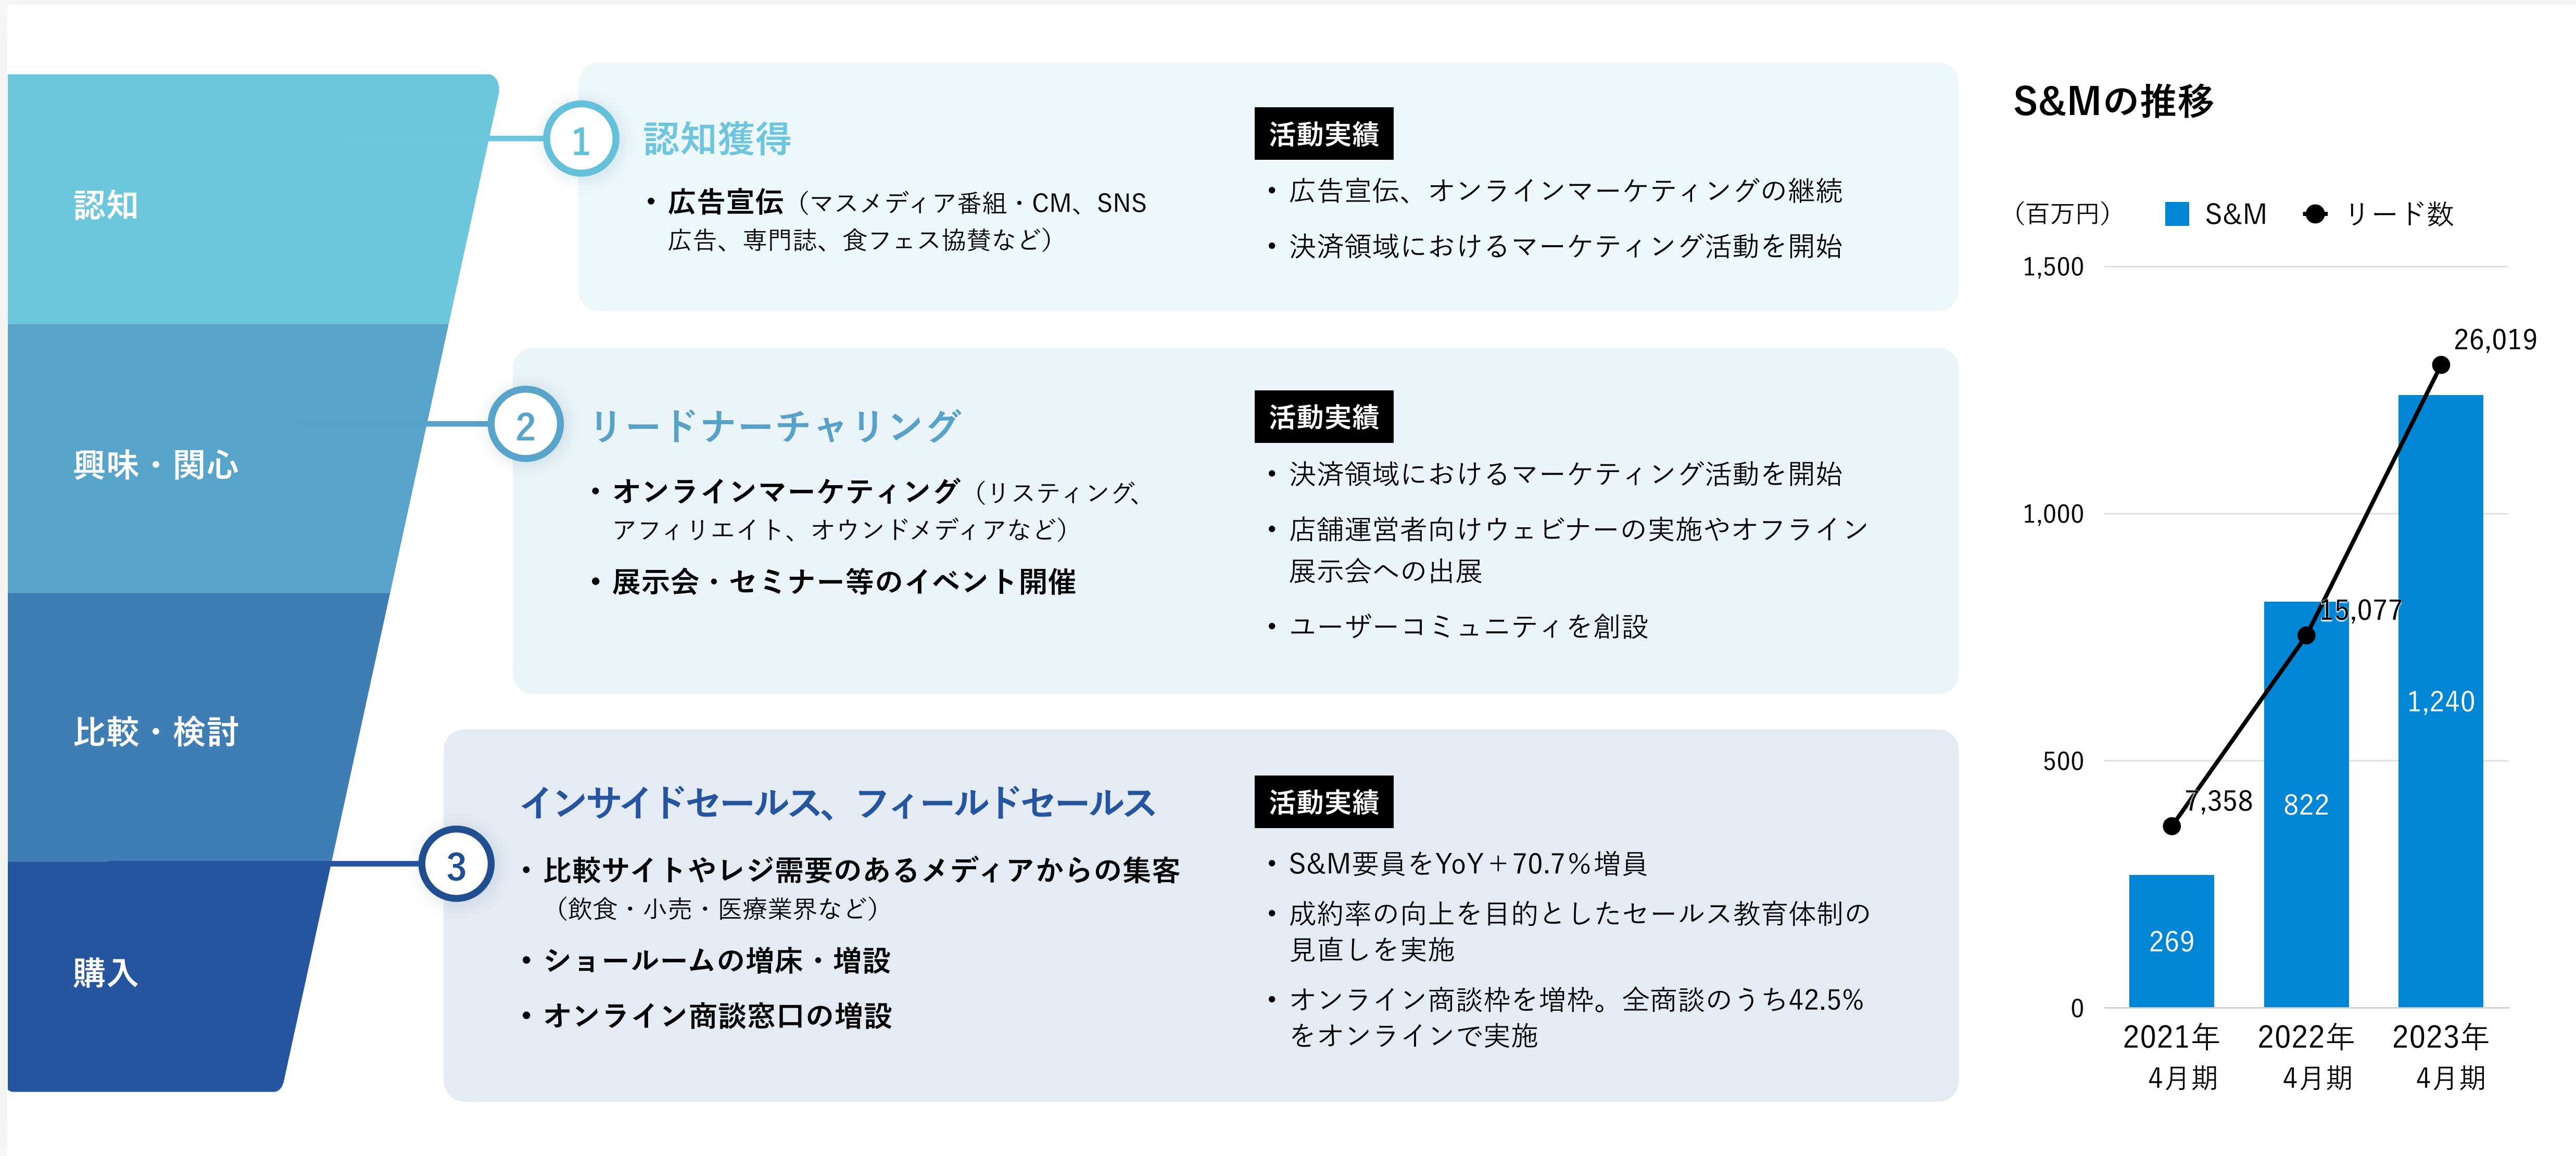 認知
興味・関心
比較・検討
購入
1
認知獲得
・広告宣伝（マスメディア番組・CM、SNS
広告、専門誌、食フェス協賛など）
活動実績
・広告宣伝、オンラインマーケティングの継続
・決済領域におけるマーケティング活動を開始
2
リードナーチャリング
・オンラインマーケティング（リスティング、
アフィリエイト、オウンドメディアなど）
・展示会・セミナー等のイベント開催
活動実績
・決済領域におけるマーケティング活動を開始
・店舗運営者向けウェビナーの実施やオフライン
展示会への出展
・ユーザーコミュニティを創設
3
インサイドセールス、フィールドセールス
・比較サイトやレジ需要のあるメディアからの集客
（飲食・小売・医療業界など）
・ショールームの増床・増設
・オンライン商談窓口の増設
活動実績
・S&M要員をYoY＋70.7％増員
・成約率の向上を目的としたセールス教育体制の
見直しを実施
・オンライン商談枠を増枠。全商談のうち42.5%
をオンラインで実施
S&Mの推移
（百万円） S&M リード数
1,500
26,019
1,000
15,077
1,240
500
7,358
822
269
0
2021年 2022年 2023年
4月期 4月期 4月期